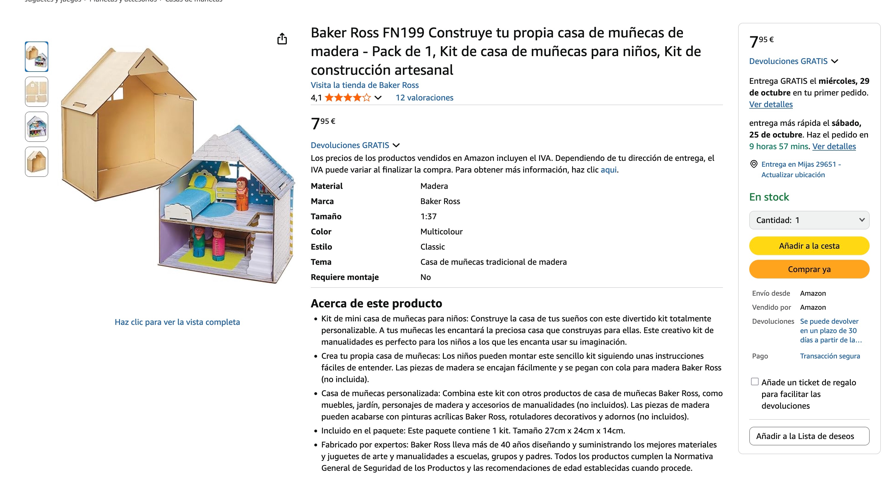 Baker Ross FN199 Construye tu propia casa de muñecas de
madera - Pack de 1, Kit de casa de muñecas para niños, Kit de
construcción artesanal
Visita la tienda de Baker Ross
4,1
12 valoraciones
7 95 €
Devoluciones GRATIS
Los precios de los productos vendidos en Amazon incluyen el IVA. Dependiendo de tu dirección de entrega, el
IVA puede variar al finalizar la compra. Para obtener más información, haz clic aquí.
Material Madera
Marca Baker Ross
Tamaño 1:37
Color Multicolour
Estilo Classic
Tema Casa de muñecas tradicional de madera
Requiere montaje No
Haz clic para ver la vista completa
Acerca de este producto
• Kit de mini casa de muñecas para niños: Construye la casa de tus sueños con este divertido kit totalmente
personalizable. A tus muñecas les encantará la preciosa casa que construyas para ellas. Este creativo kit de
manualidades es perfecto para los niños a los que les encanta usar su imaginación.
• Crea tu propia casa de muñecas: Los niños pueden montar este sencillo kit siguiendo unas instrucciones
fáciles de entender. Las piezas de madera se encajan fácilmente y se pegan con cola para madera Baker Ross
(no incluida).
• Casa de muñecas personalizada: Combina este kit con otros productos de casa de muñecas Baker Ross, como
muebles, jardín, personajes de madera y accesorios de manualidades (no incluidos). Las piezas de madera
pueden acabarse con pinturas acrílicas Baker Ross, rotuladores decorativos y adornos (no incluidos).
• Incluido en el paquete: Este paquete contiene 1 kit. Tamaño 27cm x 24cm x 14cm.
• Fabricado por expertos: Baker Ross lleva más de 40 años diseñando y suministrando los mejores materiales
y juguetes de arte y manualidades a escuelas, grupos y padres. Todos los productos cumplen la Normativa
General de Seguridad de los Productos y las recomendaciones de edad establecidas cuando procede.
7 95 €
Devoluciones GRATIS
Entrega GRATIS el miércoles, 29
de octubre en tu primer pedido.
Ver detalles
entrega más rápida el sábado,
25 de octubre. Haz el pedido en
9 horas 57 mins. Ver detalles
Entrega en Mijas 29651 -
Actualizar ubicación
En stock
Cantidad: 1
Añadir a la cesta
Comprar ya
Envío desde Amazon
Vendido por Amazon
Devoluciones Se puede devolver
en un plazo de 30
días a partir de la...
Pago Transacción segura
Añade un ticket de regalo
para facilitar las
devoluciones
Añadir a la Lista de deseos